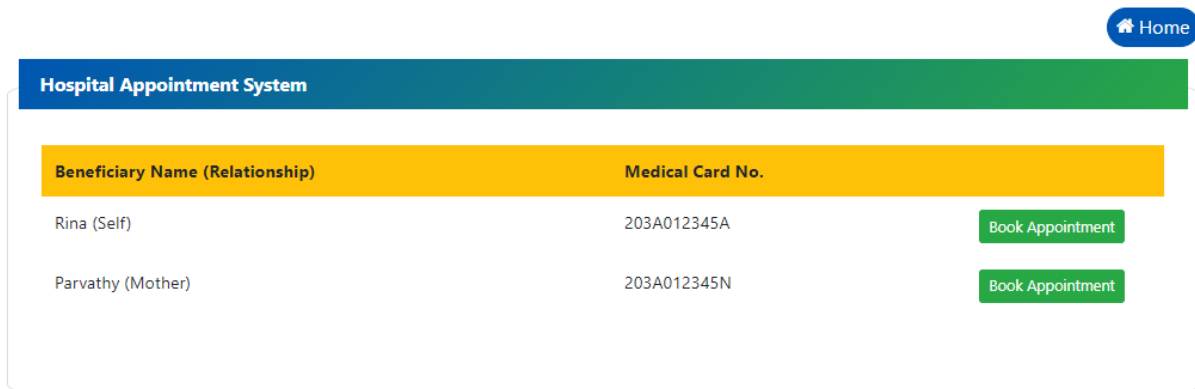 Home
Hospital Appointment System
Beneficiary Name (Relationship) Medical Card No.
Rina (Self) 203A012345A Book Appointment
Parvathy (Mother) 203A012345N Book Appointment